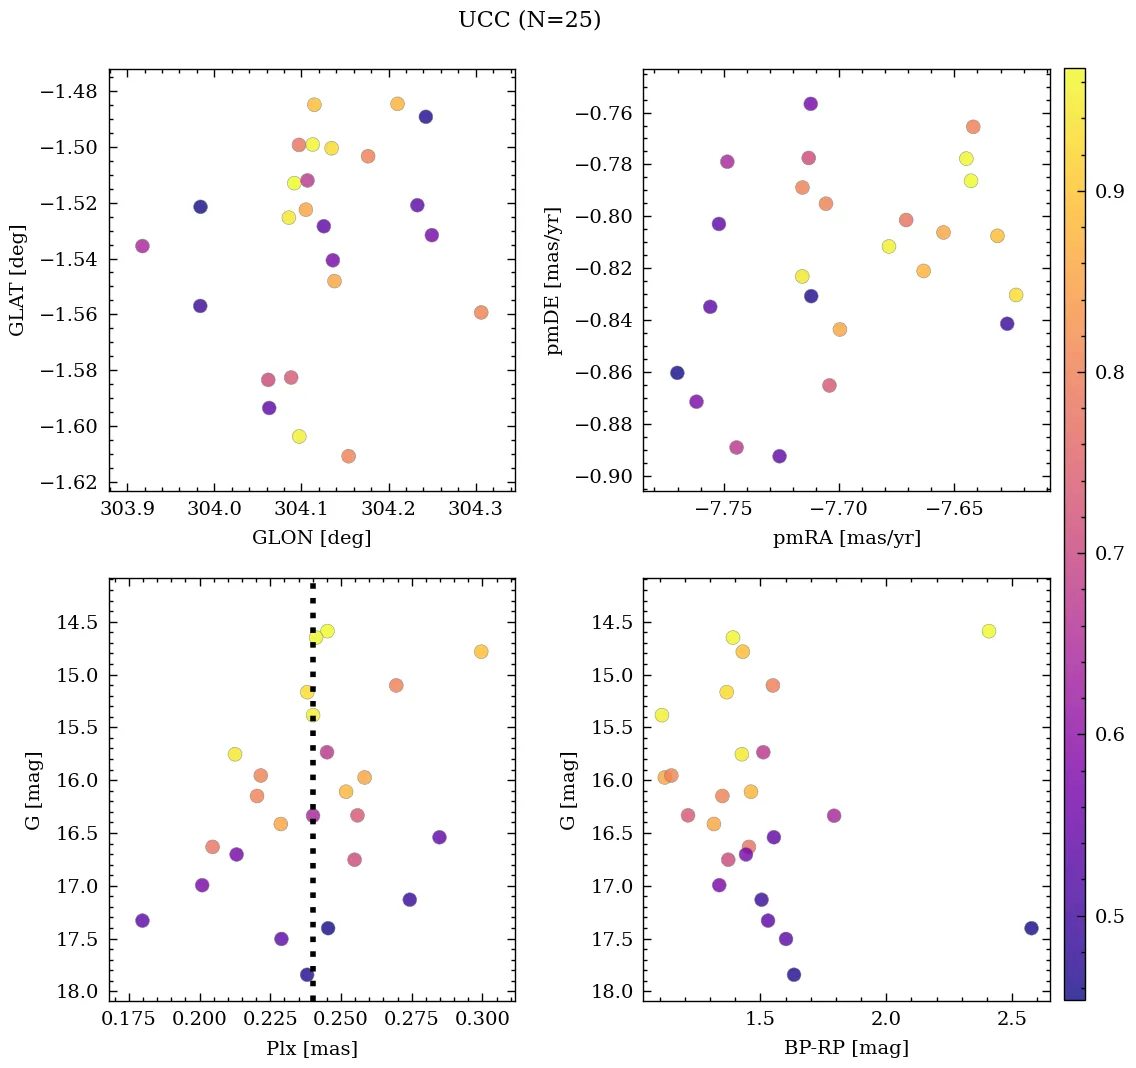 UCC (N=25)
−1.48
−1.50
−1.52
−1.54
−1.56
−1.58
−1.60
−1.62
GLAT [deg]
303.9 304.0 304.1 304.2 304.3
GLON [deg]
−0.76
−0.78
−0.80
−0.82
−0.84
−0.86
−0.88
−0.90
pmDE [mas/yr]
−7.75 −7.70 −7.65
pmRA [mas/yr]
14.5
15.0
15.5
16.0
16.5
17.0
17.5
18.0
G [mag]
0.175 0.200 0.225 0.250 0.275 0.300
Plx [mas]
14.5
15.0
15.5
16.0
16.5
17.0
17.5
18.0
G [mag]
1.5 2.0 2.5
BP-RP [mag]
0.9
0.8
0.7
0.6
0.5